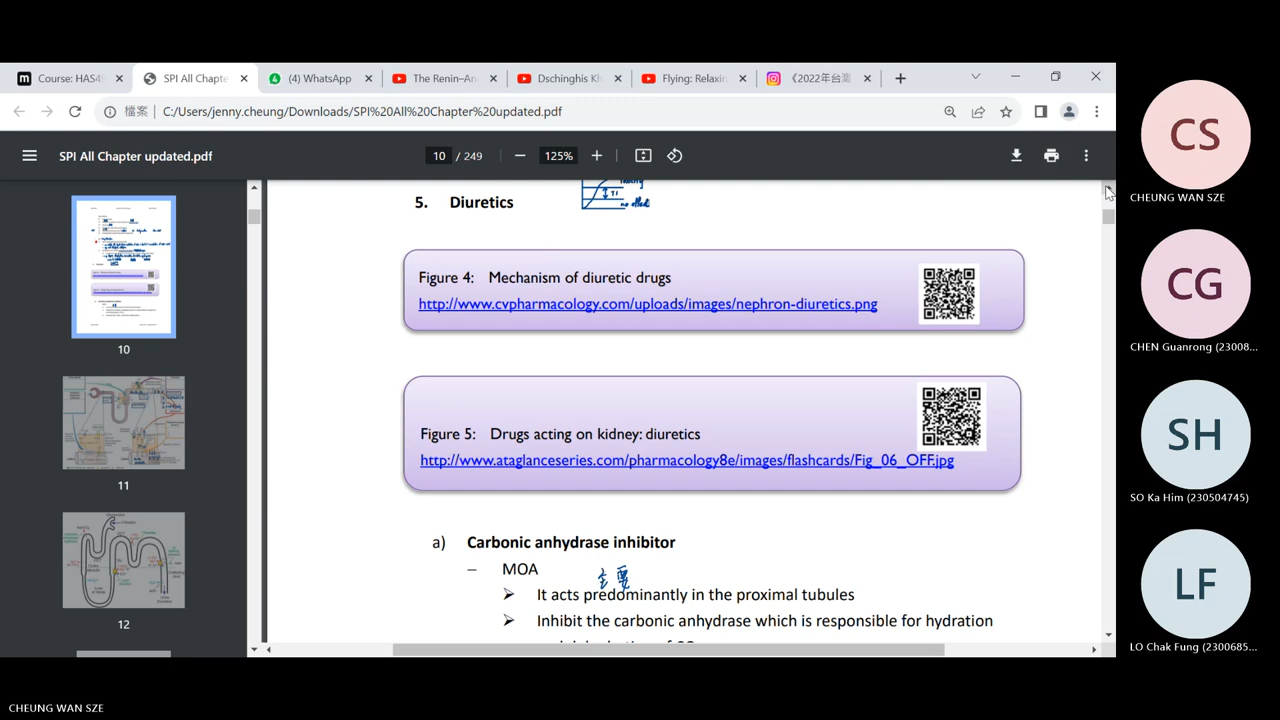 Course: HAS4
SPI All Chapte
(4) WhatsApp
The Renin–An
Dschinghis Kh
Flying: Relaxin
《2022年台灣
檔案
C:/Users/jenny.cheung/Downloads/SPI%20All%20Chapter%20updated.pdf
SPI All Chapter updated.pdf
10 / 249
125%
5. Diuretics
no effect
Figure 4: Mechanism of diuretic drugs
http://www.cvpharmacology.com/uploads/images/nephron-diuretics.png
Figure 5: Drugs acting on kidney: diuretics
http://www.ataglanceseries.com/pharmacology8e/images/flashcards/Fig_06_OFF.jpg
a) Carbonic anhydrase inhibitor
– MOA
主要
➢ It acts predominantly in the proximal tubules
➢ Inhibit the carbonic anhydrase which is responsible for hydration
10
11
12
CS
CHEUNG WAN SZE
CG
CHEN Guanrong (23008...
SH
SO Ka Him (230504745)
LF
LO Chak Fung (2300685...
CHEUNG WAN SZE